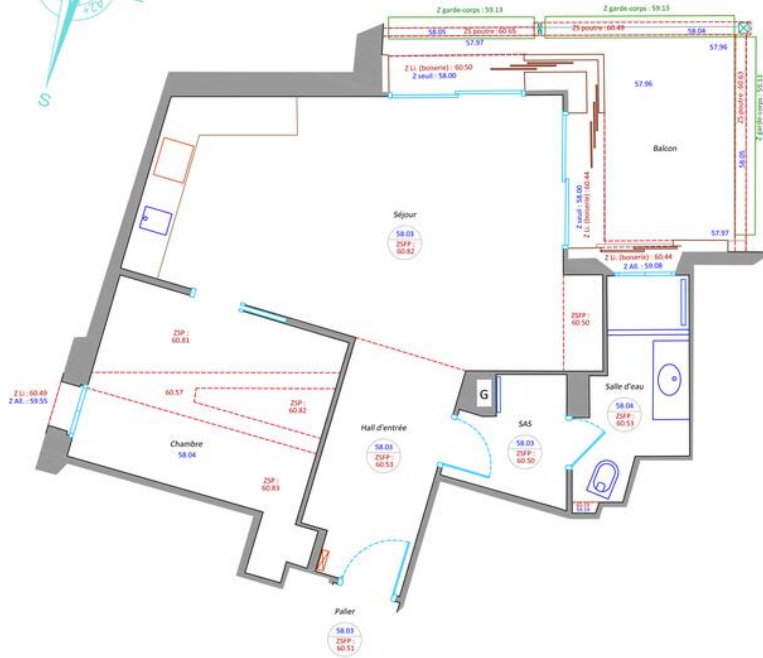 A2+
S
Z garde-corps : 59.13
Z garde-corps : 59.13
58.05
ZS poutre : 60.65
ZS poutre : 60.49
58.04
57.97
57.96
Z Li. (boiserie) : 60.50
Z seuil : 58.00
57.96
ZS poutre : 60.63
Z garde-corps : 59.13
58.05
Balcon
Z seuil : 58.00
Z Li. (boiserie) : 60.44
Séjour
58.03
ZSFP :
60.82
57.97
Z Li. (boiserie) : 60.44
Z All. : 59.08
ZSFP :
60.50
ZSP :
60.81
Z Li : 60.49
Z All. : 59.55
60.57
ZSP :
60.82
G
Salle d'eau
58.04
ZSFP :
60.53
Hall d'entrée
58.03
ZSFP :
60.53
SAS
58.03
ZSFP :
60.50
Chambre
58.04
ZSP :
60.83
59.19
Palier
58.03
ZSFP :
60.51